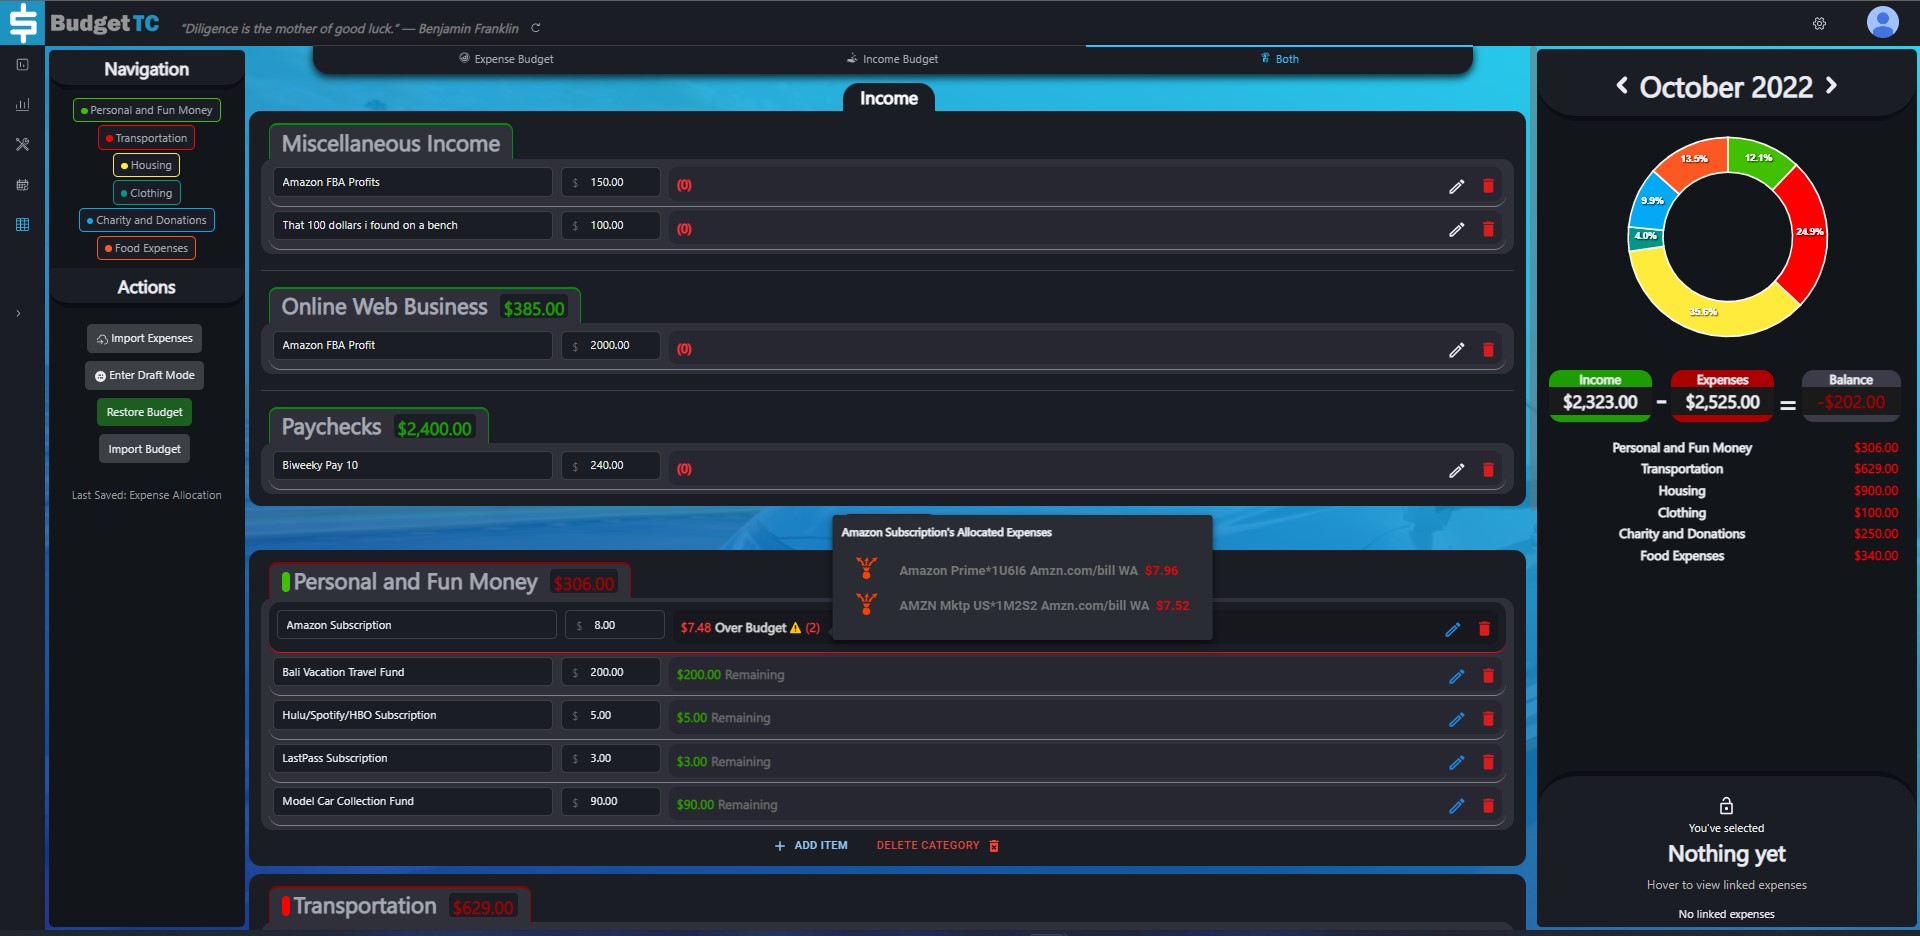 Budget TC
“Diligence is the mother of good luck.” — Benjamin Franklin
Navigation
Personal and Fun Money
Transportation
Housing
Clothing
Charity and Donations
Food Expenses
Actions
Import Expenses
Enter Draft Mode
Restore Budget
Import Budget
Last Saved: Expense Allocation
Expense Budget
Income Budget
Both
Income
Miscellaneous Income
Amazon FBA Profits $ 150.00 (0)
That 100 dollars i found on a bench $ 100.00 (0)
Online Web Business $385.00
Amazon FBA Profit $ 2000.00 (0)
Paychecks $2,400.00
Biweeky Pay 10 $ 240.00 (0)
Amazon Subscription's Allocated Expenses
Amazon Prime*1U6I6 Amzn.com/bill WA $7.96
AMZN Mktp US*1M2S2 Amzn.com/bill WA $7.52
Personal and Fun Money $306.00
Amazon Subscription $ 8.00 $7.48 Over Budget (2)
Bali Vacation Travel Fund $ 200.00 $200.00 Remaining
Hulu/Spotify/HBO Subscription $ 5.00 $5.00 Remaining
LastPass Subscription $ 3.00 $3.00 Remaining
Model Car Collection Fund $ 90.00 $90.00 Remaining
+ ADD ITEM DELETE CATEGORY
Transportation $629.00
October 2022
13.5% 12.1%
9.9%
4.0% 24.9%
35.6%
Income Expenses Balance
$2,323.00 - $2,525.00 = -$202.00
Personal and Fun Money $306.00
Transportation $629.00
Housing $900.00
Clothing $100.00
Charity and Donations $250.00
Food Expenses $340.00
You've selected
Nothing yet
Hover to view linked expenses
No linked expenses